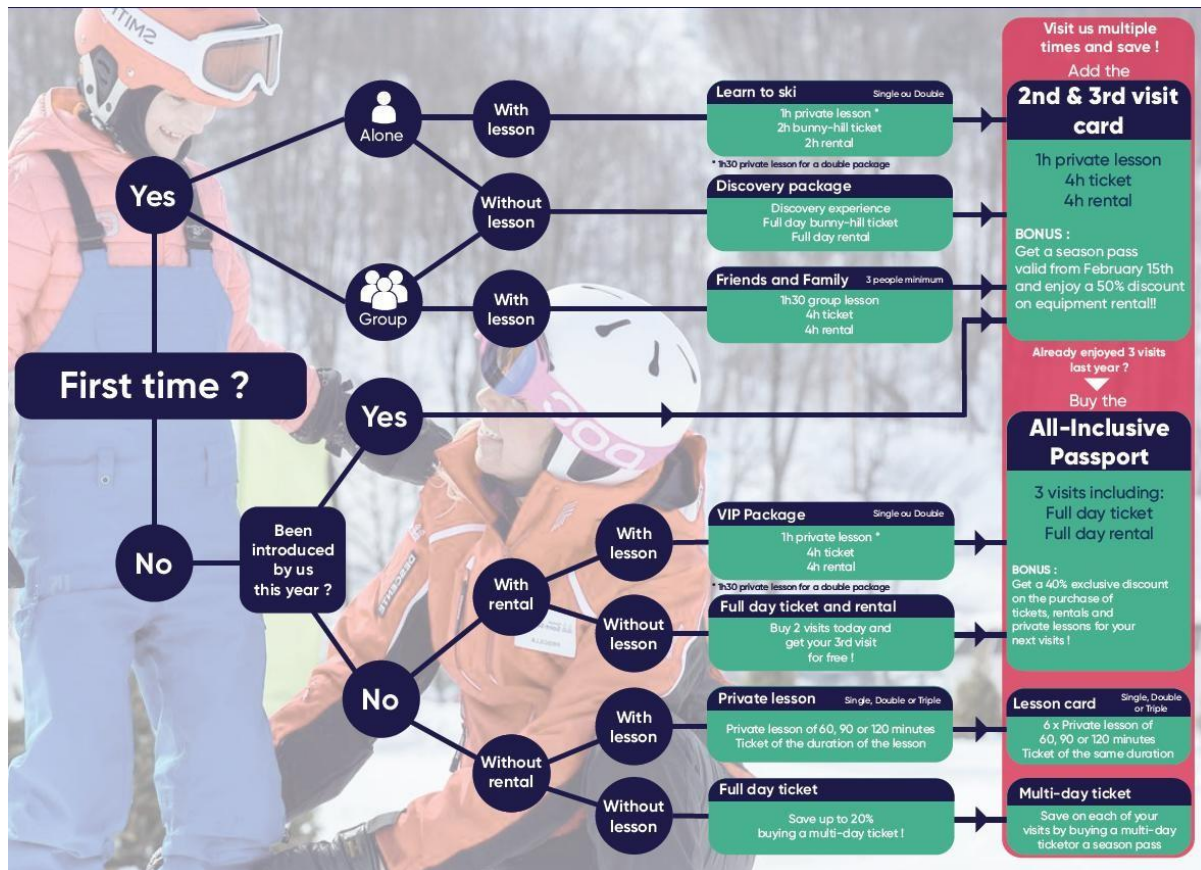 SMITH
First time ?
Yes
Alone
With
lesson
Without
lesson
Group
With
lesson
No
Been
introduced
by us
this year ?
Yes
No
With
rental
With
lesson
Without
lesson
Without
rental
With
lesson
Without
lesson
Learn to ski Single ou Double
1h private lesson *
2h bunny-hill ticket
2h rental
* 1h30 private lesson for a double package
Discovery package
Discovery experience
Full day bunny-hill ticket
Full day rental
Friends and Family 3 people minimum
1h30 group lesson
4h ticket
4h rental
VIP Package Single ou Double
1h private lesson *
4h ticket
4h rental
* 1h30 private lesson for a double package
Full day ticket and rental
Buy 2 visits today and
get your 3rd visit
for free !
Private lesson Single, Double or Triple
Private lesson of 60, 90 or 120 minutes
Ticket of the duration of the lesson
Full day ticket
Save up to 20%
buying a multi-day ticket !
Visit us multiple
times and save !
Add the
2nd & 3rd visit
card
1h private lesson
4h ticket
4h rental
BONUS :
Get a season pass
valid from February 15th
and enjoy a 50% discount
on equipment rental!!
Already enjoyed 3 visits
last year ?
Buy the
All-Inclusive
Passport
3 visits including:
Full day ticket
Full day rental
BONUS :
Get a 40% exclusive discount
on the purchase of
tickets, rentals and
private lessons for your
next visits !
Lesson card Single, Double
or Triple
6 x Private lesson of
60, 90 or 120 minutes
Ticket of the same duration
Multi-day ticket
Save on each of your
visits by buying a multi-day
ticketor a season pass
DESCENTE